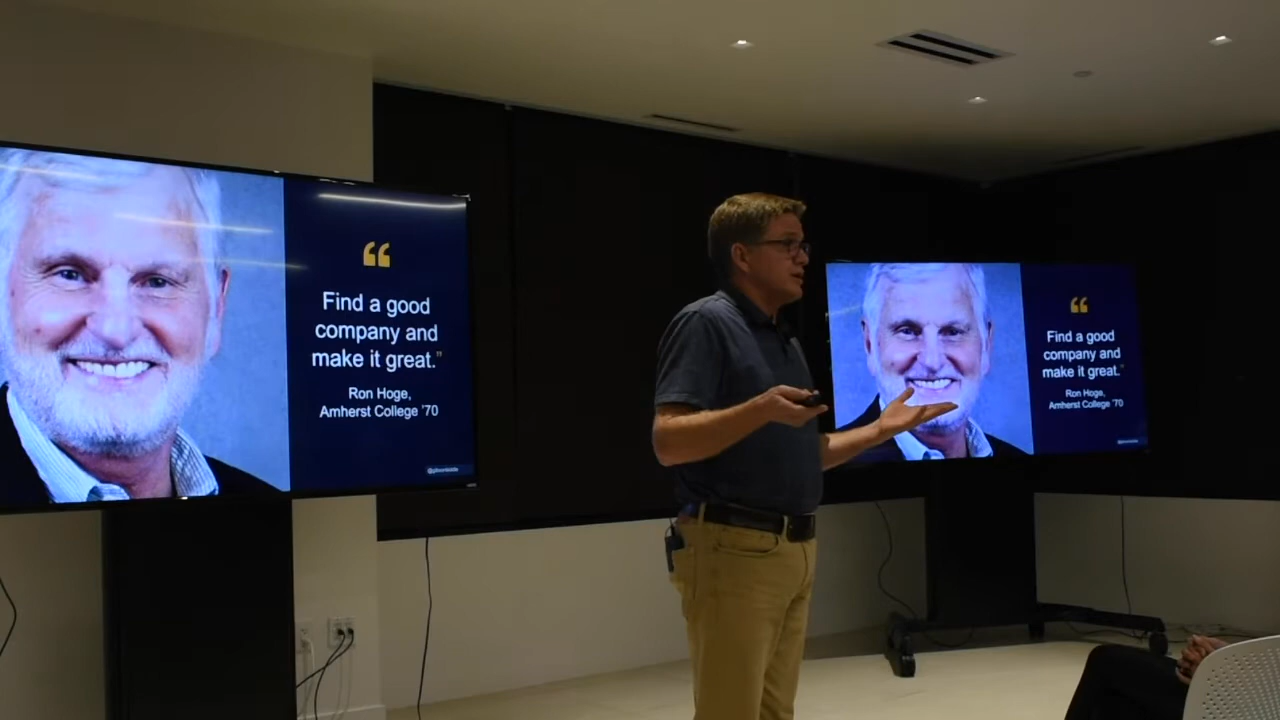 “
Find a good
company and
make it great.”
Ron Hoge,
Amherst College ’70
“
Find a good
company and
make it great.”
Ron Hoge,
Amherst College ’70